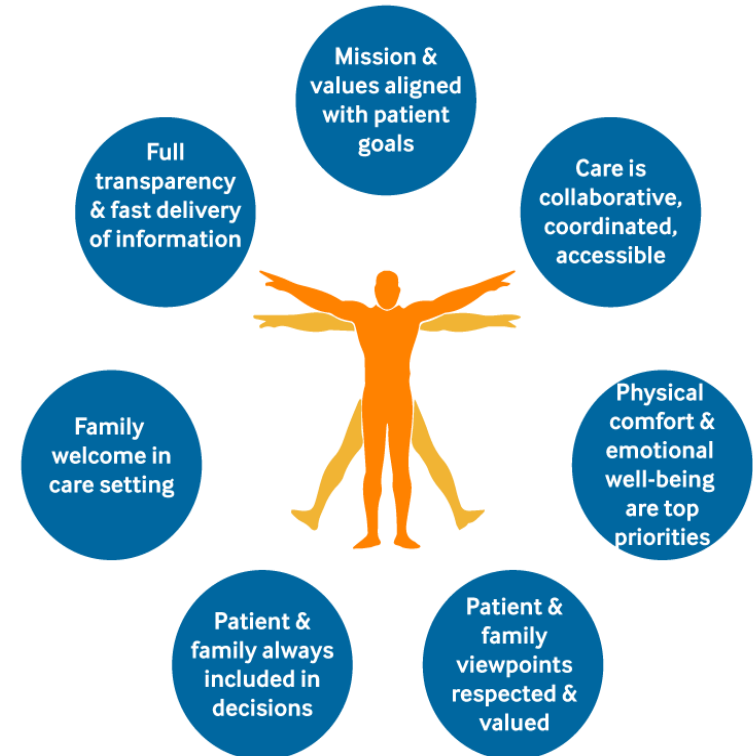 Mission &
values aligned
with patient
goals
Care is
collaborative,
coordinated,
accessible
Physical
comfort &
emotional
well-being
are top
priorities
Patient &
family
viewpoints
respected &
valued
Patient &
family always
included in
decisions
Family
welcome in
care setting
Full
transparency
& fast delivery
of information